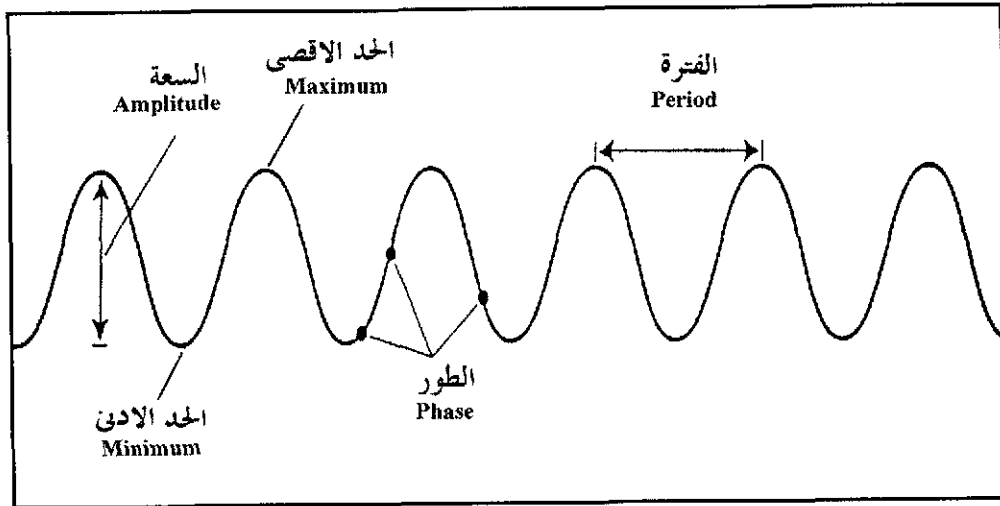 السعة
Amplitude
الحد الاقصى
Maximum
الفترة
Period
الطور
Phase
الحد الادنى
Minimum